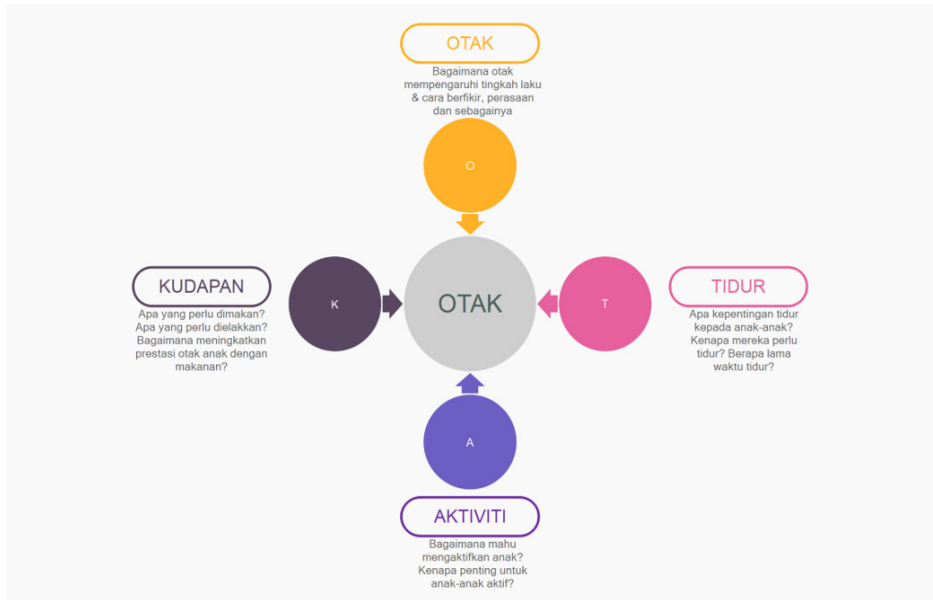 OTAK
Bagaimana otak
mempengaruhi tingkah laku
& cara berfikir, perasaan
dan sebagainya
O
KUDAPAN
Apa yang perlu dimakan?
Apa yang perlu dielakkan?
Bagaimana meningkatkan
prestasi otak anak dengan
makanan?
K
OTAK
T
TIDUR
Apa kepentingan tidur
kepada anak-anak?
Kenapa mereka perlu
tidur? Berapa lama
waktu tidur?
A
AKTIVITI
Bagaimana mahu
mengaktifkan anak?
Kenapa penting untuk
anak-anak aktif?